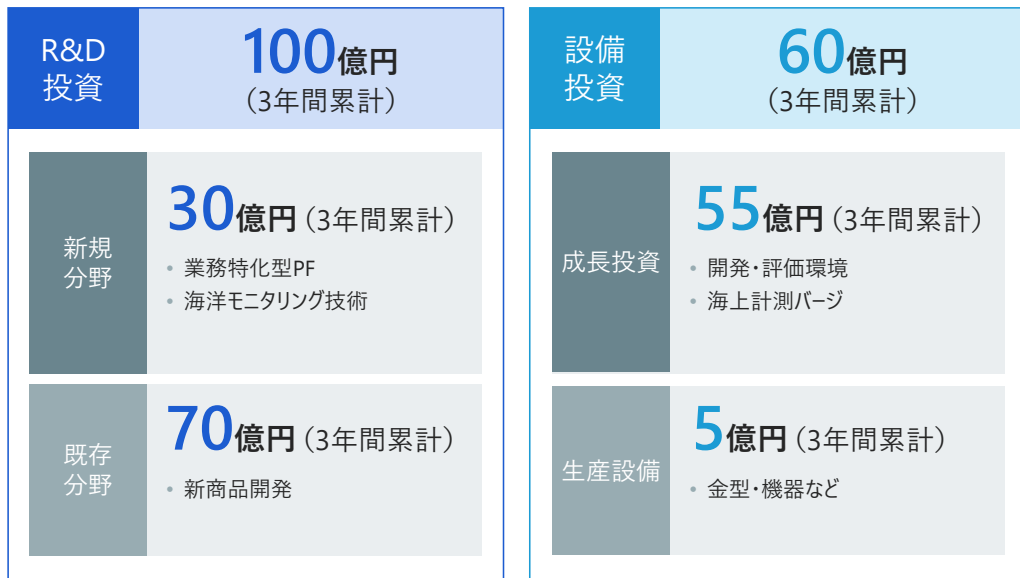 R&D
投資
100億円
（3年間累計）
新規
分野
30億円（3年間累計）
• 業務特化型PF
• 海洋モニタリング技術
既存
分野
70億円（3年間累計）
• 新商品開発
設備
投資
60億円
（3年間累計）
成長投資
55億円（3年間累計）
• 開発・評価環境
• 海上計測バージ
生産設備
5億円（3年間累計）
• 金型・機器など